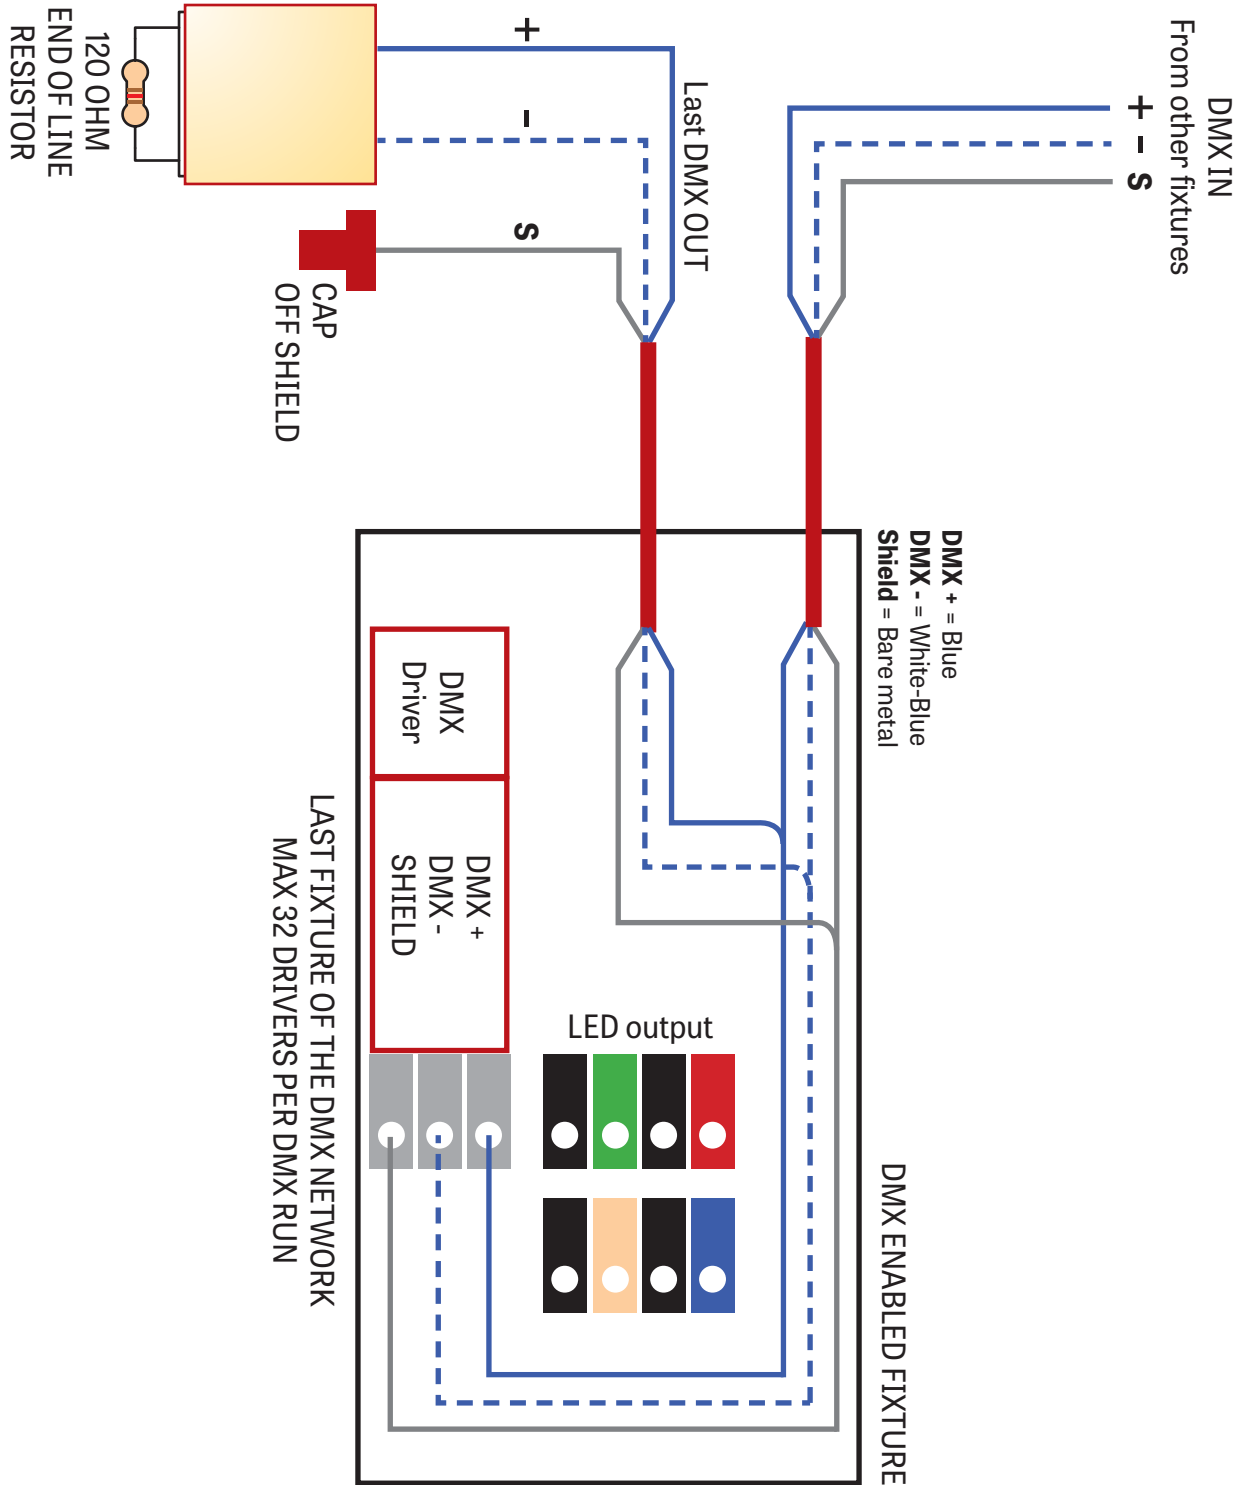 DMX IN
From other fixtures
+
-
S
Last DMX OUT
+
-
S
120 OHM
END OF LINE
RESISTOR
CAP
OFF SHIELD
DMX + = Blue
DMX - = White-Blue
Shield = Bare metal
DMX ENABLED FIXTURE
DMX
Driver
DMX +
DMX -
SHIELD
LED output
LAST FIXTURE OF THE DMX NETWORK
MAX 32 DRIVERS PER DMX RUN